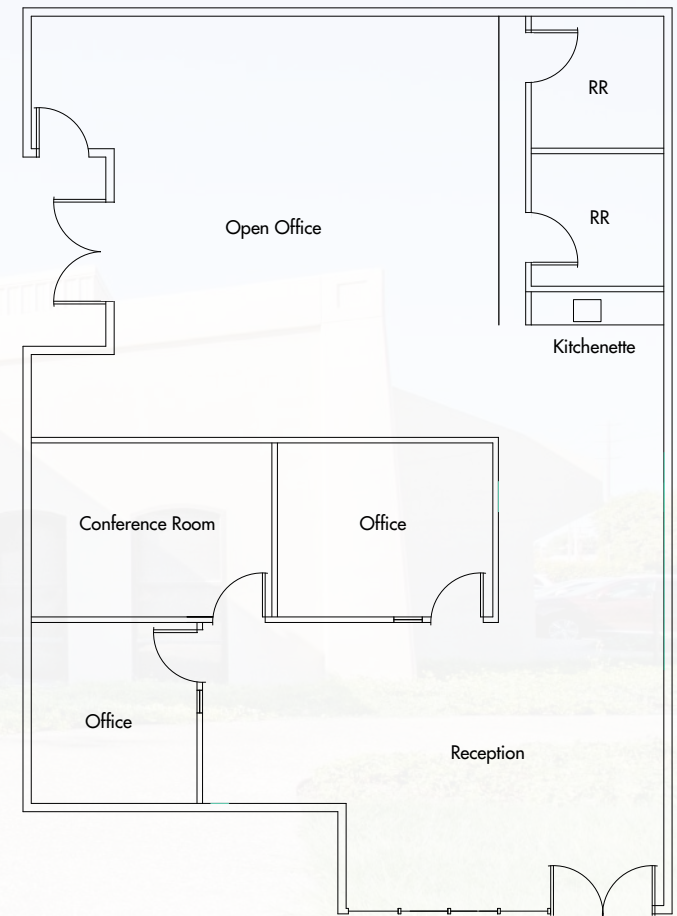 RR
RR
Open Office
Kitchenette
Conference Room
Office
Office
Reception